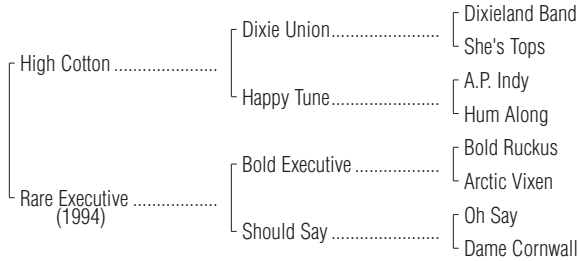 Dixieland Band
Dixie Union....................
She's Tops
High Cotton ...................
A.P. Indy
Happy Tune....................
Hum Along
Bold Ruckus
Bold Executive ...............
Arctic Vixen
Rare Executive ...............
(1994)
Oh Say
Should Say ....................
Dame Cornwall